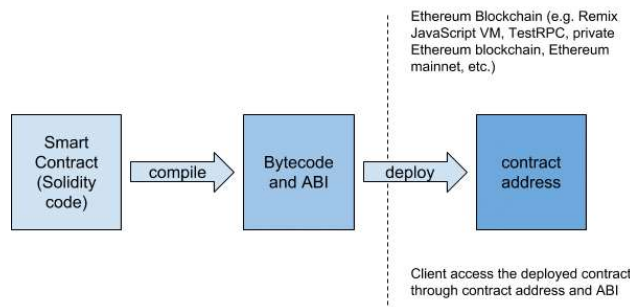 Ethereum Blockchain (e.g. Remix
JavaScript VM, TestRPC, private
Ethereum blockchain, Ethereum
mainnet, etc.)
Smart
Contract
(Solidity
code)
compile
Bytecode
and ABI
deploy
contract
address
Client access the deployed contract
through contract address and ABI